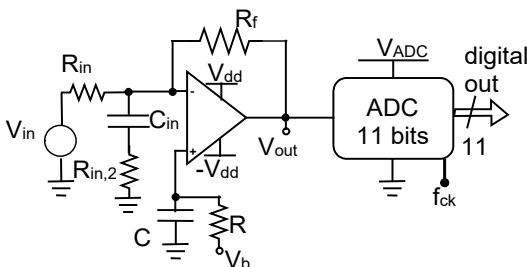 Rf
VADC
digital
out
Rin
-
Vdd
ADC
11 bits
Cin
Vin
Vout
11
+
-Vdd
Rin,2
fck
C
R
Vb